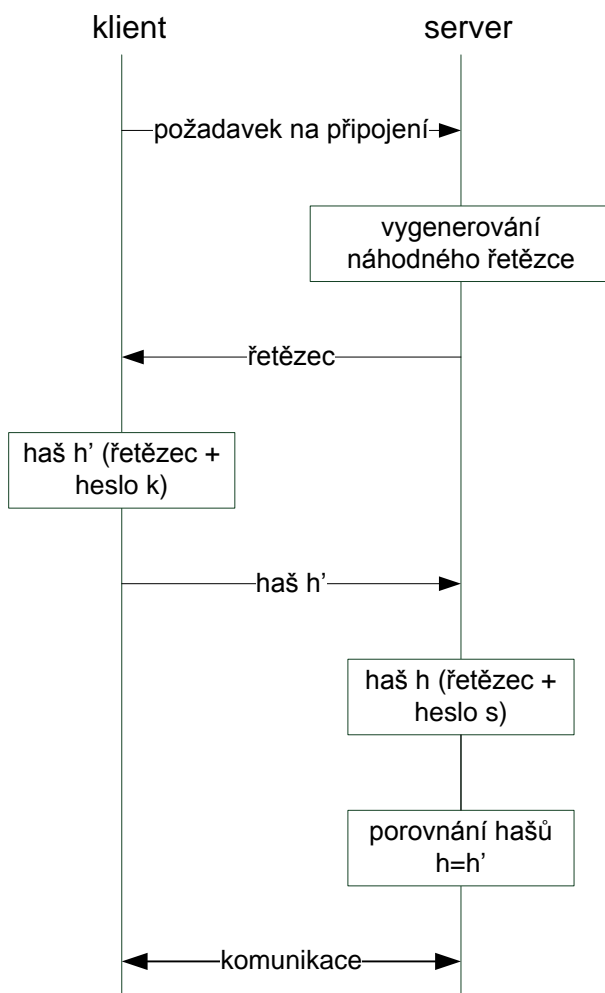 klient
server
požadavek na připojení
vygenerování
náhodného řetězce
řetězec
haš h’ (řetězec +
heslo k)
haš h’
haš h (řetězec +
heslo s)
porovnání hašů
h=h’
komunikace